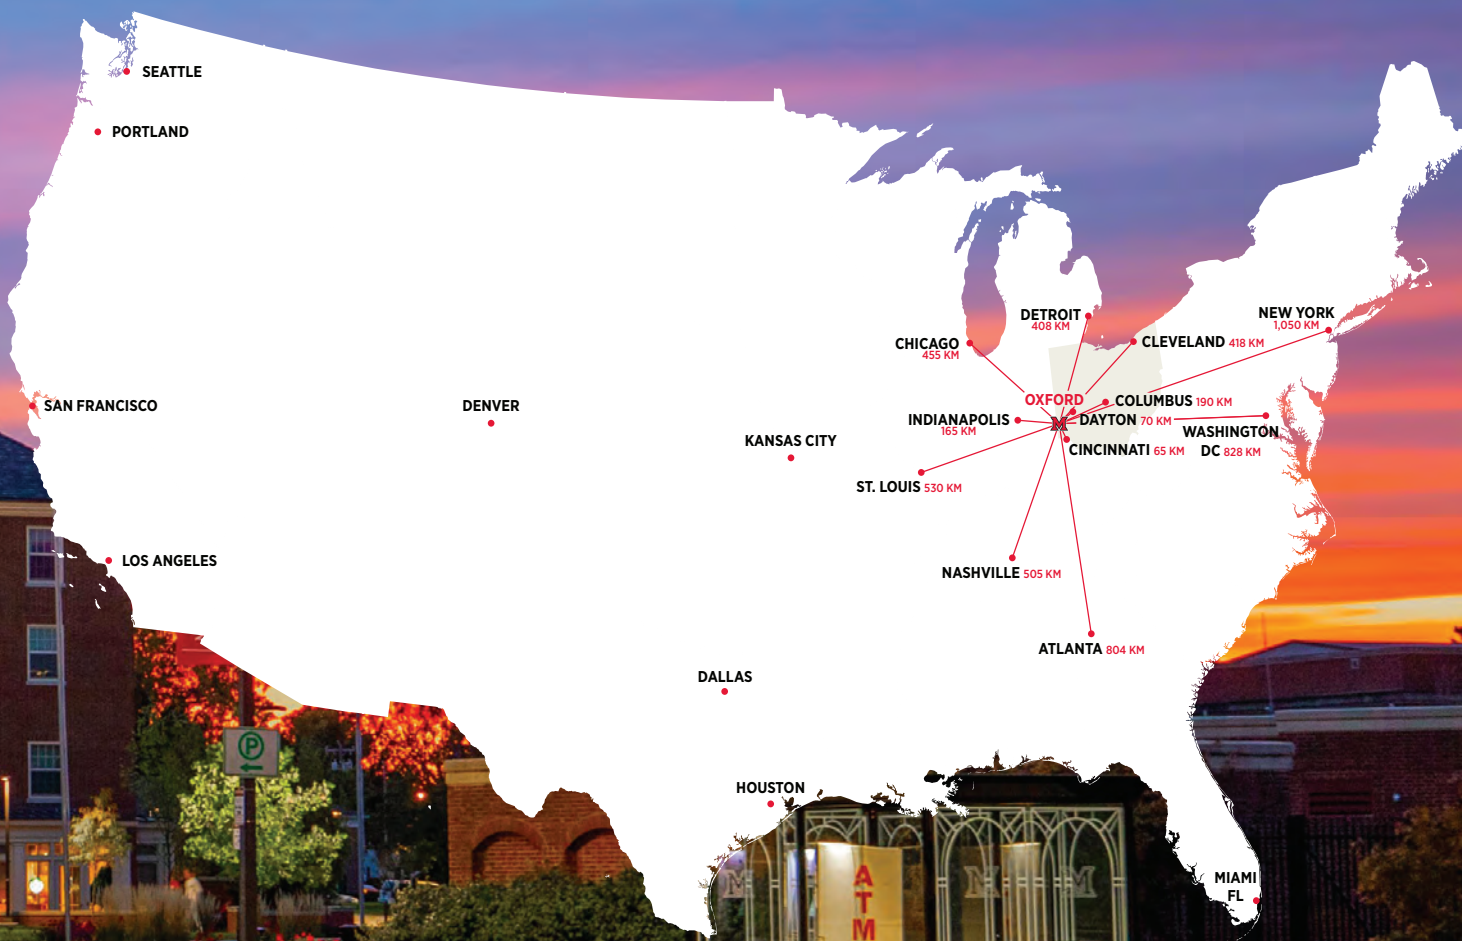 SEATTLE
PORTLAND
SAN FRANCISCO
LOS ANGELES
DENVER
KANSAS CITY
DALLAS
HOUSTON
DETROIT
408 KM
CHICAGO
455 KM
NEW YORK
1,050 KM
CLEVELAND 418 KM
OXFORD
COLUMBUS 190 KM
INDIANAPOLIS
165 KM
M
DAYTON 70 KM
WASHINGTON
DC 828 KM
CINCINNATI 65 KM
ST. LOUIS 530 KM
NASHVILLE 505 KM
ATLANTA 804 KM
MIAMI
FL
P
M
M
M
A
T
M